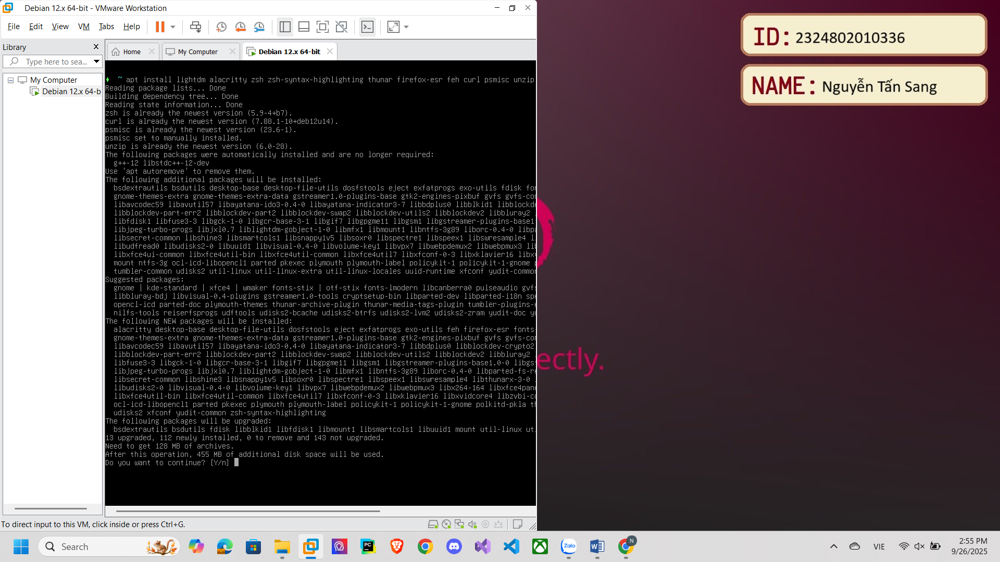 Debian 12.x 64-bit - VMware Workstation
File Edit View VM Tabs Help
Library
Type here to sea...
My Computer
Debian 12.x 64-b
Home
My Computer
Debian 12.x 64-bit
~ apt install lightdm alacritty zsh zsh-syntax-highlighting thunar firefox-esr feh curl psmisc unzip
Reading package lists... Done
Building dependency tree... Done
Reading state information... Done
zsh is already the newest version (5.9-4+b7).
curl is already the newest version (7.88.1-10+deb12u14).
psmisc is already the newest version (23.6-1).
psmisc set to manually installed.
unzip is already the newest version (6.0-28).
The following packages were automatically installed and are no longer required:
g++-12 libstdc++-12-dev
Use 'apt autoremove' to remove them.
The following additional packages will be installed:
bsdextrautils bsdutils desktop-base desktop-file-utils dosfstools eject exfatprogs exo-utils fdisk fon
gnome-themes-extra gnome-themes-extra-data gstreamer1.0-plugins-base gtk2-engines-pixbuf gvfs gvfs-com
libavcodec59 libavutil57 libayatana-ido3-0.4-0 libayatana-indicator3-7 libbdplus0 libblkid1 libblockde
libblockdev-part-err2 libblockdev-part2 libblockdev-swap2 libblockdev-utils2 libblockdev2 libbluray2
libfdisk1 libfuse3-3 libgck-1-0 libgcr-base-3-1 libgif7 libgpgme11 libgsm1 libgstreamer-plugins-base1
libjpeg-turbo-progs libjxl0.7 liblightdm-gobject-1-0 libmfx1 libmount1 libntfs-3g89 liborc-0.4-0 libpa
libsecret-common libshine3 libsmartcols1 libsnappy1v5 libsoxr0 libspectre1 libspeex1 libswresample4 l
libudfread0 libudisks2-0 libuuid1 libvisual-0.4-0 libvolume-key1 libvpx7 libwebpdemux2 libwebpmux3 lib
libxfce4ui-common libxfce4util-bin libxfce4util-common libxfce4util7 libxfconf-0-3 libxklavier16 libxv
mount ntfs-3g ocl-icd-libopencl1 parted pkexec plymouth plymouth-label policykit-1 policykit-1-gnome p
tumbler-common udisks2 util-linux util-linux-extra util-linux-locales uuid-runtime xfconf yudit-common
Suggested packages:
gnome | kde-standard | xfce4 | wmaker fonts-stix | otf-stix fonts-lmodern libcanberra0 pulseaudio gvfs
libbluray-bdj libvisual-0.4-plugins gstreamer1.0-tools cryptsetup-bin libparted-dev libparted-i18n spe
opencl-icd parted-doc plymouth-themes thunar-archive-plugin thunar-media-tags-plugin tumbler-plugins-e
nilfs-tools reiserfsprogs udftools udisks2-bcache udisks2-btrfs udisks2-lvm2 udisks2-zram yudit-doc yu
The following NEW packages will be installed:
alacritty desktop-base desktop-file-utils dosfstools eject exfatprogs exo-utils feh firefox-esr fonts-
gnome-themes-extra gnome-themes-extra-data gstreamer1.0-plugins-base gtk2-engines-pixbuf gvfs gvfs-com
libavcodec59 libavutil57 libayatana-ido3-0.4-0 libayatana-indicator3-7 libbdplus0 libblockdev-crypto2
libblockdev-part-err2 libblockdev-part2 libblockdev-swap2 libblockdev-utils2 libblockdev2 libbluray2
libfuse3-3 libgck-1-0 libgcr-base-3-1 libgif7 libgpgme11 libgsm1 libgstreamer-plugins-base1.0-0 libgs
libjpeg-turbo-progs libjxl0.7 liblightdm-gobject-1-0 libmfx1 libntfs-3g89 liborc-0.4-0 libparted-fs-re
libsecret-common libshine3 libsnappy1v5 libsoxr0 libspectre1 libspeex1 libswresample4 libthunarx-3-0
libudisks2-0 libvisual-0.4-0 libvolume-key1 libvpx7 libwebpdemux2 libwebpmux3 libx264-164 libxfce4pane
libxfce4util-bin libxfce4util-common libxfce4util7 libxfconf-0-3 libxklavier16 libxvidcore4 libzvbi-co
ocl-icd-libopencl1 parted pkexec plymouth plymouth-label policykit-1 policykit-1-gnome polkitd-pkla th
udisks2 xfconf yudit-common zsh-syntax-highlighting
The following packages will be upgraded:
bsdextrautils bsdutils fdisk libblkid1 libfdisk1 libmount1 libsmartcols1 libuuid1 mount util-linux ut
13 upgraded, 112 newly installed, 0 to remove and 143 not upgraded.
Need to get 128 MB of archives.
After this operation, 455 MB of additional disk space will be used.
Do you want to continue? [Y/n]
To direct input to this VM, click inside or press Ctrl+G.
ID: 2324802010336
NAME: Nguyễn Tấn Sang
ectly.
Search
PC
Zalo
N
VIE
2:55 PM
9/26/2025